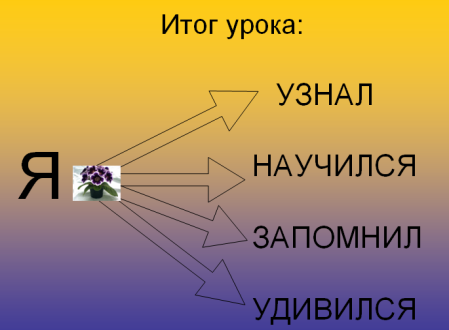 Итог урока:
УЗНАЛ
Я
НАУЧИЛСЯ
ЗАПОМНИЛ
УДИВИЛСЯ